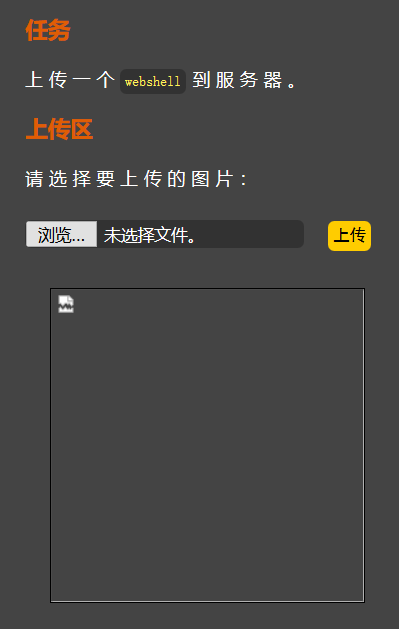 任务
上传一个 webshell 到服务器。
上传区
请选择要上传的图片：
浏览... 未选择文件。 上传